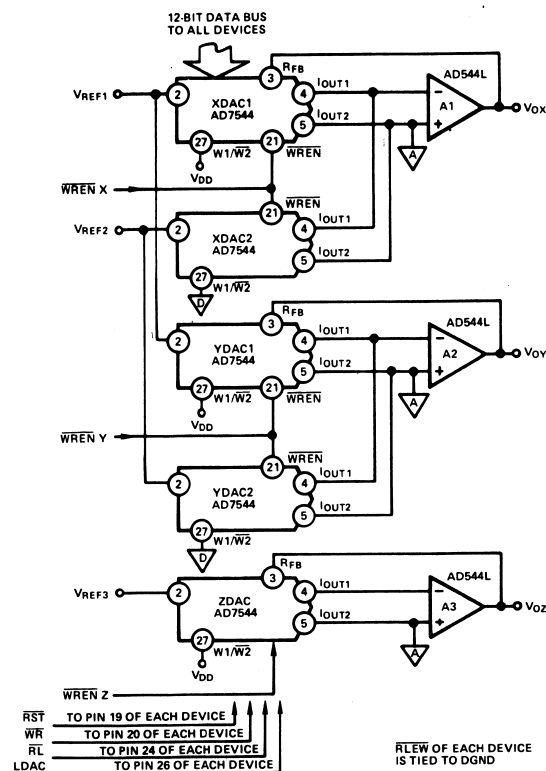 12-BIT DATA BUS
TO ALL DEVICES
3 RFB
AD544L
VREF1
2
XDAC1
AD7544
4 IOUT1
5 IOUT2
A1
VOX
27 W1/W2
21 WREN
VDD
A
WREN X
21 WREN
VREF2
2
XDAC2
AD7544
4 IOUT1
5 IOUT2
27 W1/W2
D
3 RFB
AD544L
2
YDAC1
AD7544
4 IOUT1
5 IOUT2
A2
VOY
27 W1/W2
21 WREN
VDD
A
WREN Y
21 WREN
2
YDAC2
AD7544
4 IOUT1
5 IOUT2
27 W1/W2
D
3 RFB
AD544L
VREF3
2
ZDAC
AD7544
4 IOUT1
5 IOUT2
A3
VOZ
27 W1/W2
VDD
A
WREN Z
RST TO PIN 19 OF EACH DEVICE
WR TO PIN 20 OF EACH DEVICE
RL TO PIN 24 OF EACH DEVICE
LDAC TO PIN 26 OF EACH DEVICE
RLEW OF EACH DEVICE
IS TIED TO DGND